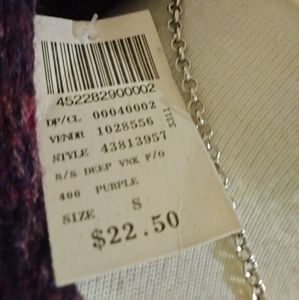 452282900002
DP/CL 00040002
VENDR 1028556
STYLE 43813957
S/S DEEP VNK P/O
400 PURPLE
SIZE S
$22.50